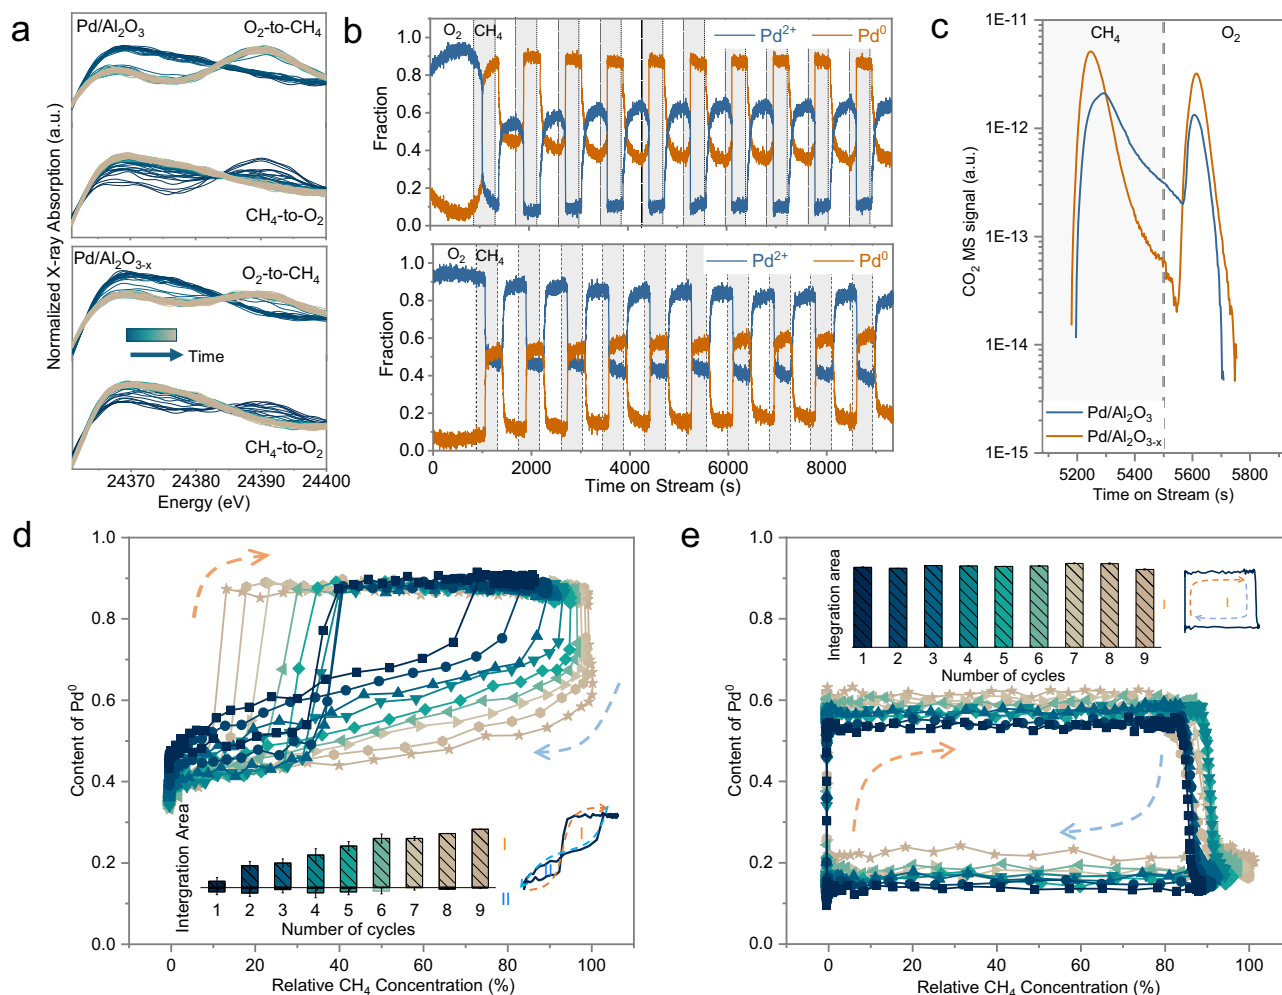 a
Pd/Al2O3
O2-to-CH4
CH4-to-O2
Pd/Al2O3-x
O2-to-CH4
Time
CH4-to-O2
Normalized X-ray Absorption (a.u.)
24370 24380 24390 24400
Energy (eV)
b
O2 CH4 Pd2+ Pd0
1.0
0.8
0.6
0.4
0.2
0.0
Fraction
O2 CH4 Pd2+ Pd0
1.0
0.8
0.6
0.4
0.2
0.0
Fraction
0 2000 4000 6000 8000
Time on Stream (s)
c
1E-11
1E-12
1E-13
1E-14
1E-15
CO2 MS signal (a.u.)
CH4 O2
Pd/Al2O3
Pd/Al2O3-x
5200 5400 5600 5800
Time on Stream (s)
d
1.0
0.8
0.6
0.4
0.2
0.0
Content of Pd0
Intergration Area
1 2 3 4 5 6 7 8 9
Number of cycles
I
II
I
II
0 20 40 60 80 100
Relative CH4 Concentration (%)
e
1.0
0.8
0.6
0.4
0.2
0.0
Content of Pd0
Integration area
1 2 3 4 5 6 7 8 9
Number of cycles
I
I
0 20 40 60 80 100
Relative CH4 Concentration (%)